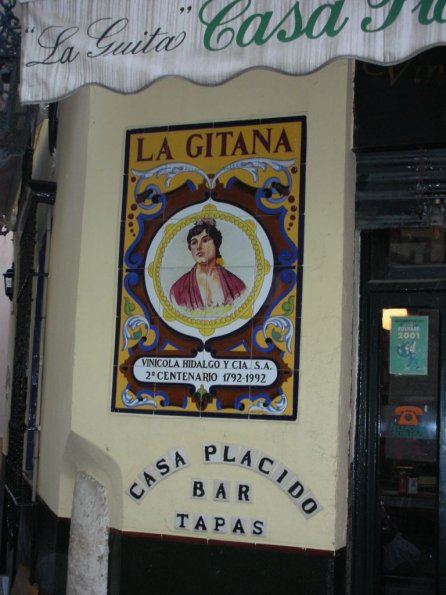 "La Guita"
Casa
LA GITANA
VINICOLA HIDALGO Y CIA., S.A.
2º CENTENARIO 1792-1992
2001
CASA PLACIDO
BAR
TAPAS